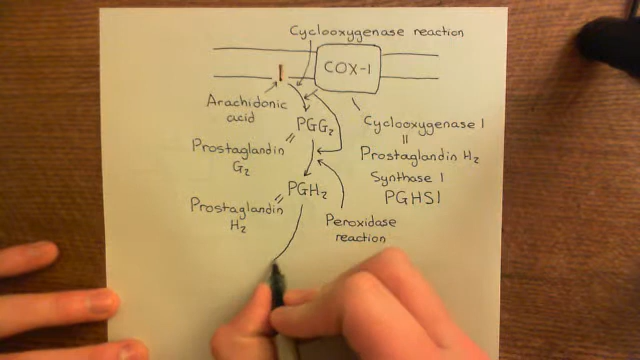 Cyclooxygenase reaction
COX-1
Arachidonic
acid
PGG₂
Cyclooxygenase 1
=
Prostaglandin H₂
Synthase 1
PGHS1
Prostaglandin
G₂
=
PGH₂
Prostaglandin
H₂
=
Peroxidase
reaction